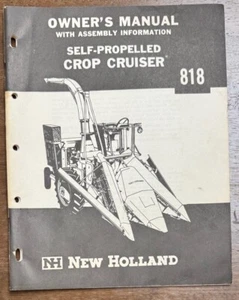 OWNER'S MANUAL
WITH ASSEMBLY INFORMATION
SELF-PROPELLED
CROP CRUISER
818
NH NEW HOLLAND